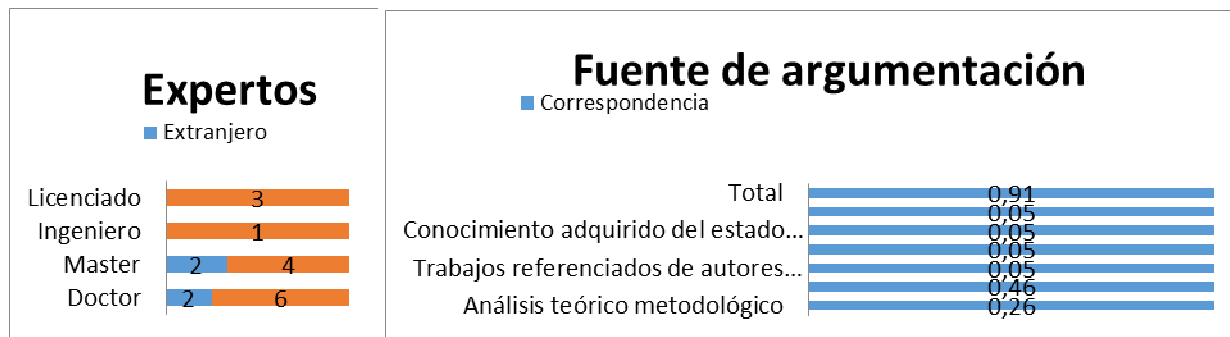 Expertos
Extranjero
Licenciado 3
Ingeniero 1
Master 2 4
Doctor 2 6
Fuente de argumentación
Correspondencia
Total 0,91
0,05
Conocimiento adquirido del estado... 0,05
0,05
Trabajos referenciados de autores... 0,05
0,46
Análisis teórico metodológico 0,26